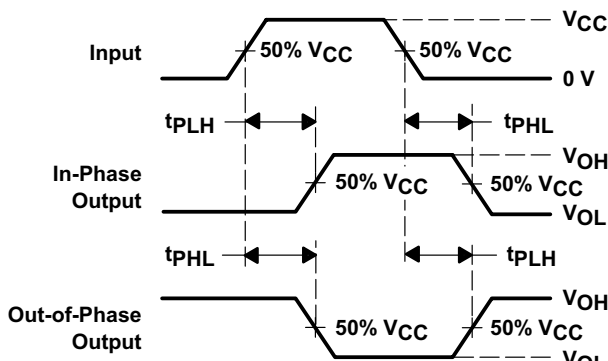 VCC
Input
50% VCC
50% VCC
0 V
tPLH
tPHL
VOH
In-Phase
Output
50% VCC
50% VCC
VOL
tPHL
tPLH
VOH
Out-of-Phase
Output
50% VCC
50% VCC
VOL